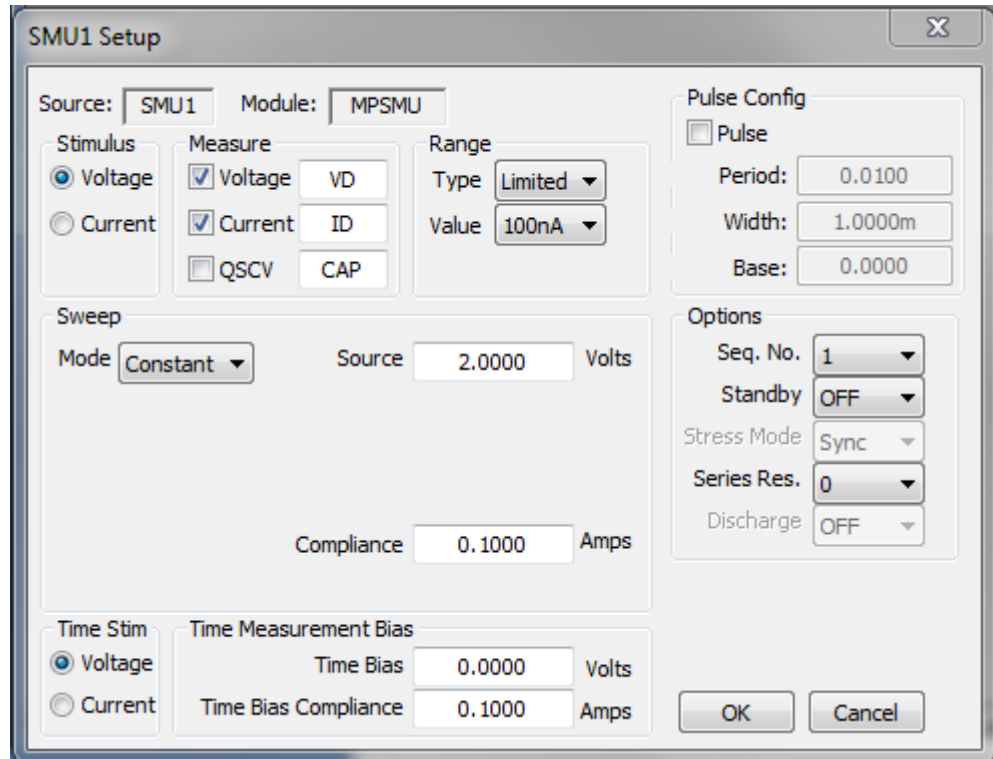 SMU1 Setup
Source: SMU1 Module: MPSMU
Stimulus
Voltage
Current
Measure
Voltage VD
Current ID
QSCV CAP
Range
Type Limited
Value 100nA
Pulse Config
Pulse
Period: 0.0100
Width: 1.0000m
Base: 0.0000
Sweep
Mode Constant Source 2.0000 Volts
Compliance 0.1000 Amps
Options
Seq. No. 1
Standby OFF
Stress Mode Sync
Series Res. 0
Discharge OFF
Time Stim
Voltage
Current
Time Measurement Bias
Time Bias 0.0000 Volts
Time Bias Compliance 0.1000 Amps
OK Cancel